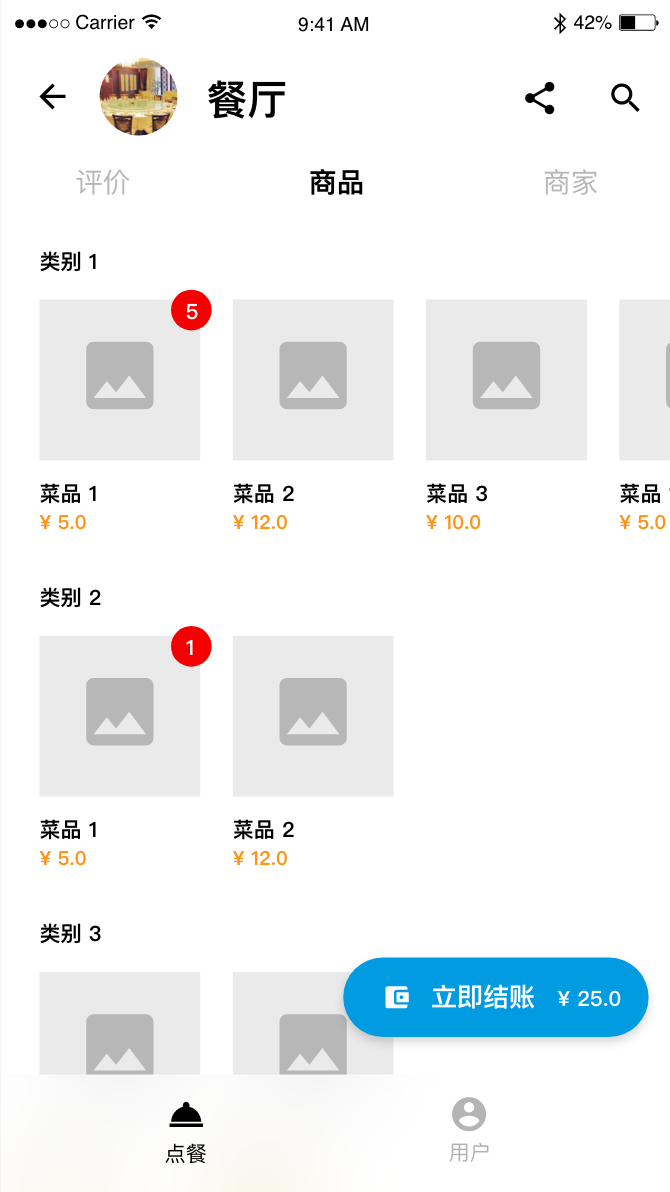 ●●●○○ Carrier 9:41 AM 42%
餐厅
评价 商品 商家
类别 1
5
菜品 1 菜品 2 菜品 3 菜品
¥ 5.0 ¥ 12.0 ¥ 10.0 ¥ 5.0
类别 2
1
菜品 1 菜品 2
¥ 5.0 ¥ 12.0
类别 3
立即结账 ¥ 25.0
点餐 用户